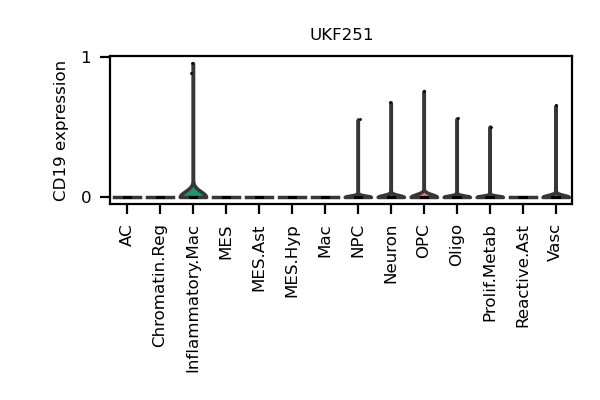 UKF251
CD19 expression
1
0
AC
Chromatin.Reg
Inflammatory.Mac
MES
MES.Ast
MES.Hyp
Mac
NPC
Neuron
OPC
Oligo
Prolif.Metab
Reactive.Ast
Vasc